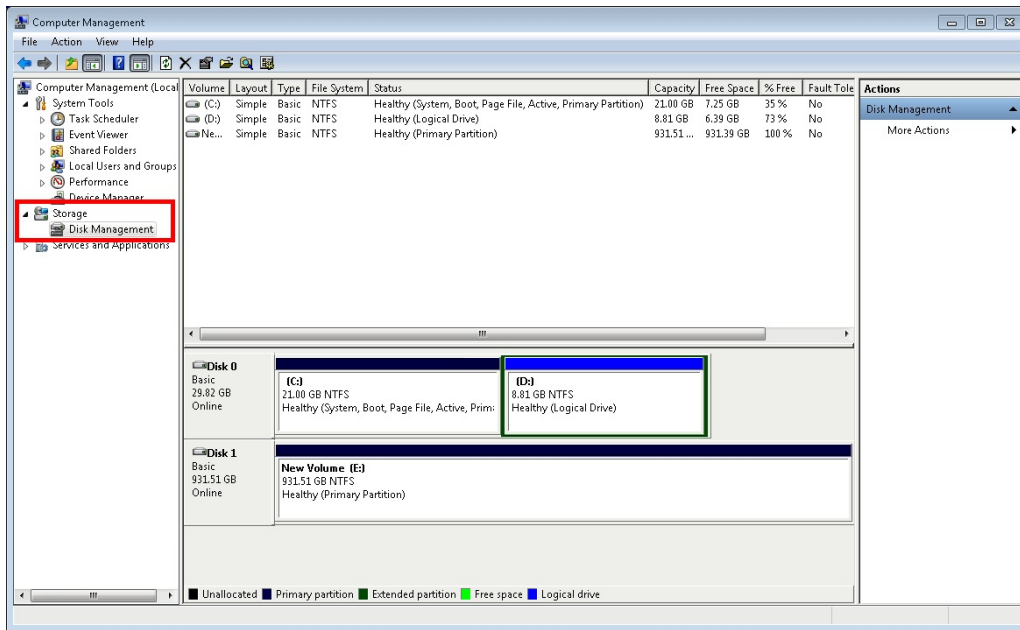 Computer Management
File Action View Help
Computer Management (Local
System Tools
Task Scheduler
Event Viewer
Shared Folders
Local Users and Groups
Performance
Device Manager
Storage
Disk Management
Services and Applications
Volume Layout Type File System Status Capacity Free Space % Free Fault Tole
(C:) Simple Basic NTFS Healthy (System, Boot, Page File, Active, Primary Partition) 21.00 GB 7.25 GB 35 % No
(D:) Simple Basic NTFS Healthy (Logical Drive) 8.81 GB 6.39 GB 73 % No
Ne... Simple Basic NTFS Healthy (Primary Partition) 931.51 ... 931.39 GB 100 % No
Disk 0
Basic
29.82 GB
Online
(C:)
21.00 GB NTFS
Healthy (System, Boot, Page File, Active, Prim
(D:)
8.81 GB NTFS
Healthy (Logical Drive)
Disk 1
Basic
931.51 GB
Online
New Volume (E:)
931.51 GB NTFS
Healthy (Primary Partition)
Unallocated Primary partition Extended partition Free space Logical drive
Actions
Disk Management
More Actions